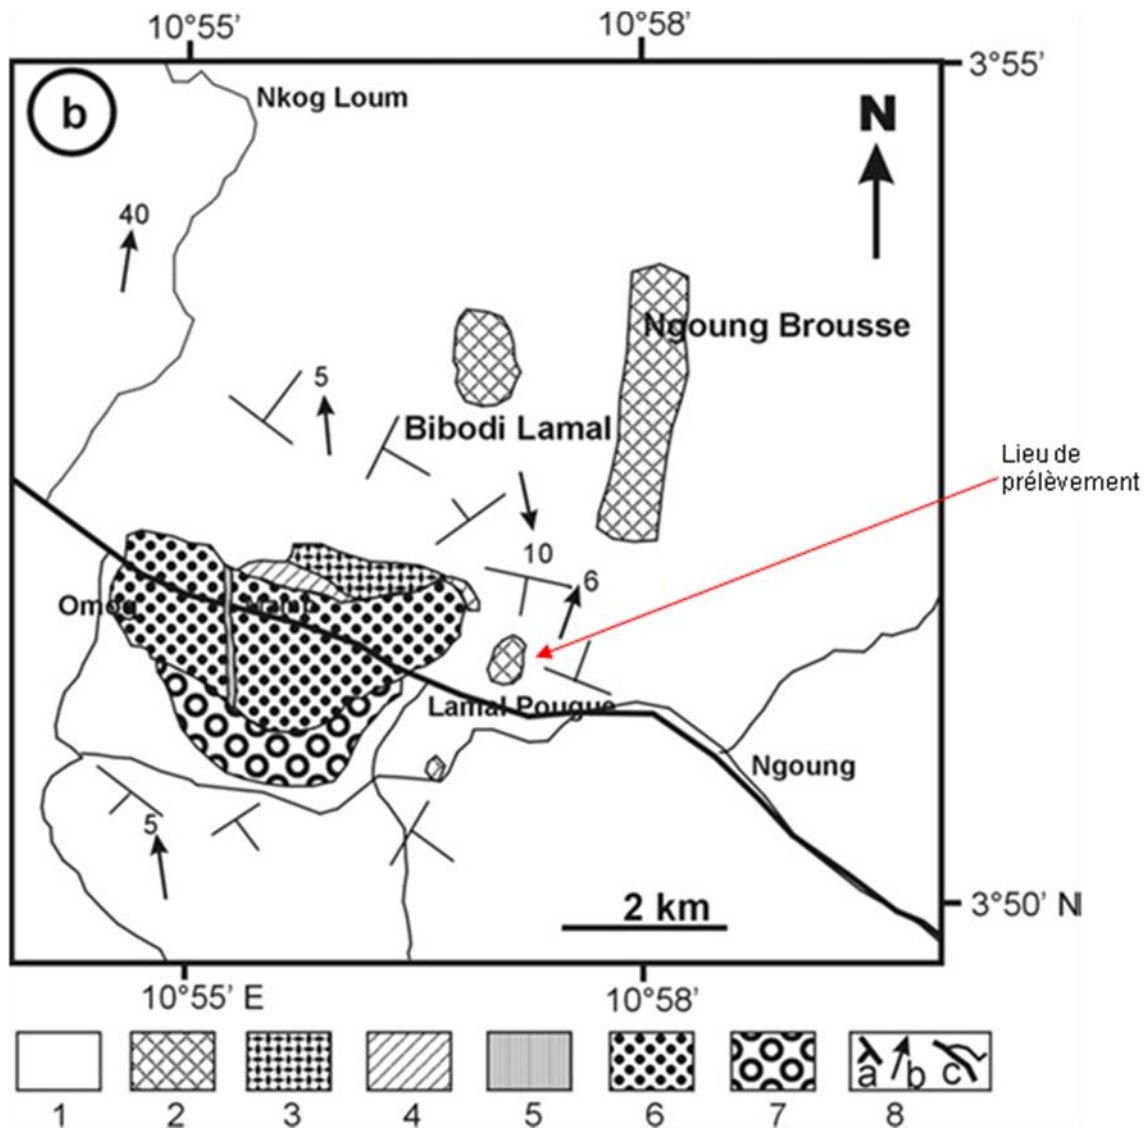 10°55' 10°58'
3°55'
b
Nkog Loum
N
40
Ngoung Brousse
5
Bibodi Lamal
Lieu de
prélèvement
10
6
Lamal Pougue
Ngoung
5
2 km
3°50' N
10°55' E 10°58'
a b c
1 2 3 4 5 6 7 8